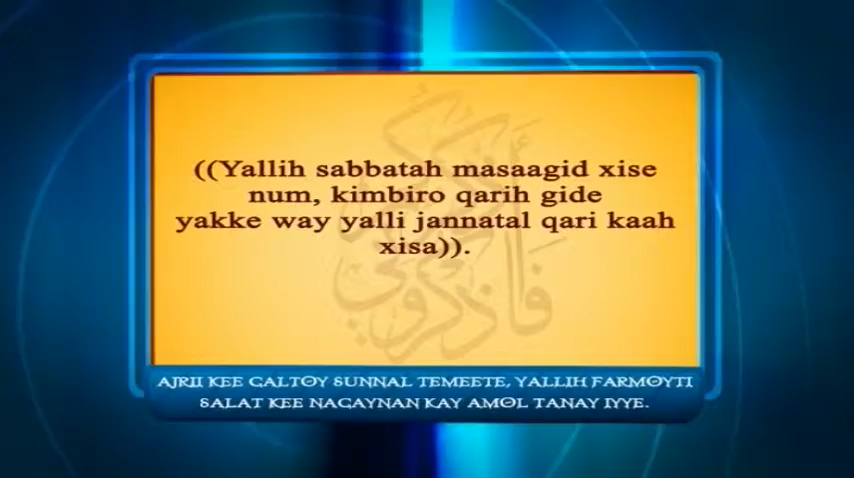 ((Yallih sabbatah masaagid xise
num, kimbiro qarih gide
yakke way yalli jannatal qari kaah
xisa)).
AJRII KEE GALTOY SUNNAL TEMEETE, YALLIH FARMOYTI
SALAT KEE NAGAYNAN KAY AMOL TANAY IYYE.